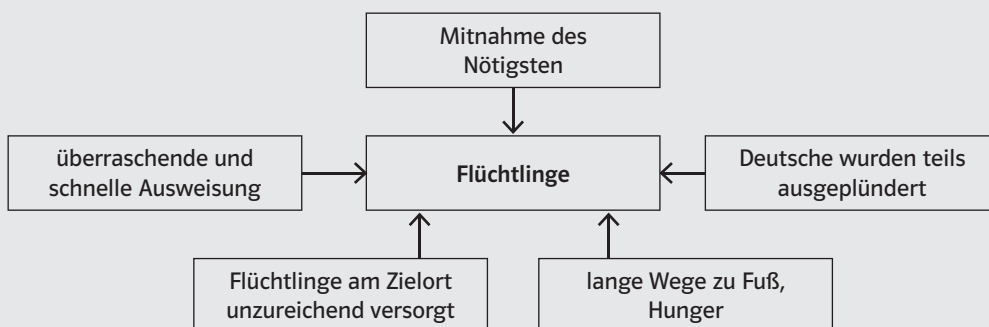 Mitnahme des
Nötigsten
überraschende und
schnelle Ausweisung
Flüchtlinge
Deutsche wurden teils
ausgeplündert
Flüchtlinge am Zielort
unzureichend versorgt
lange Wege zu Fuß,
Hunger